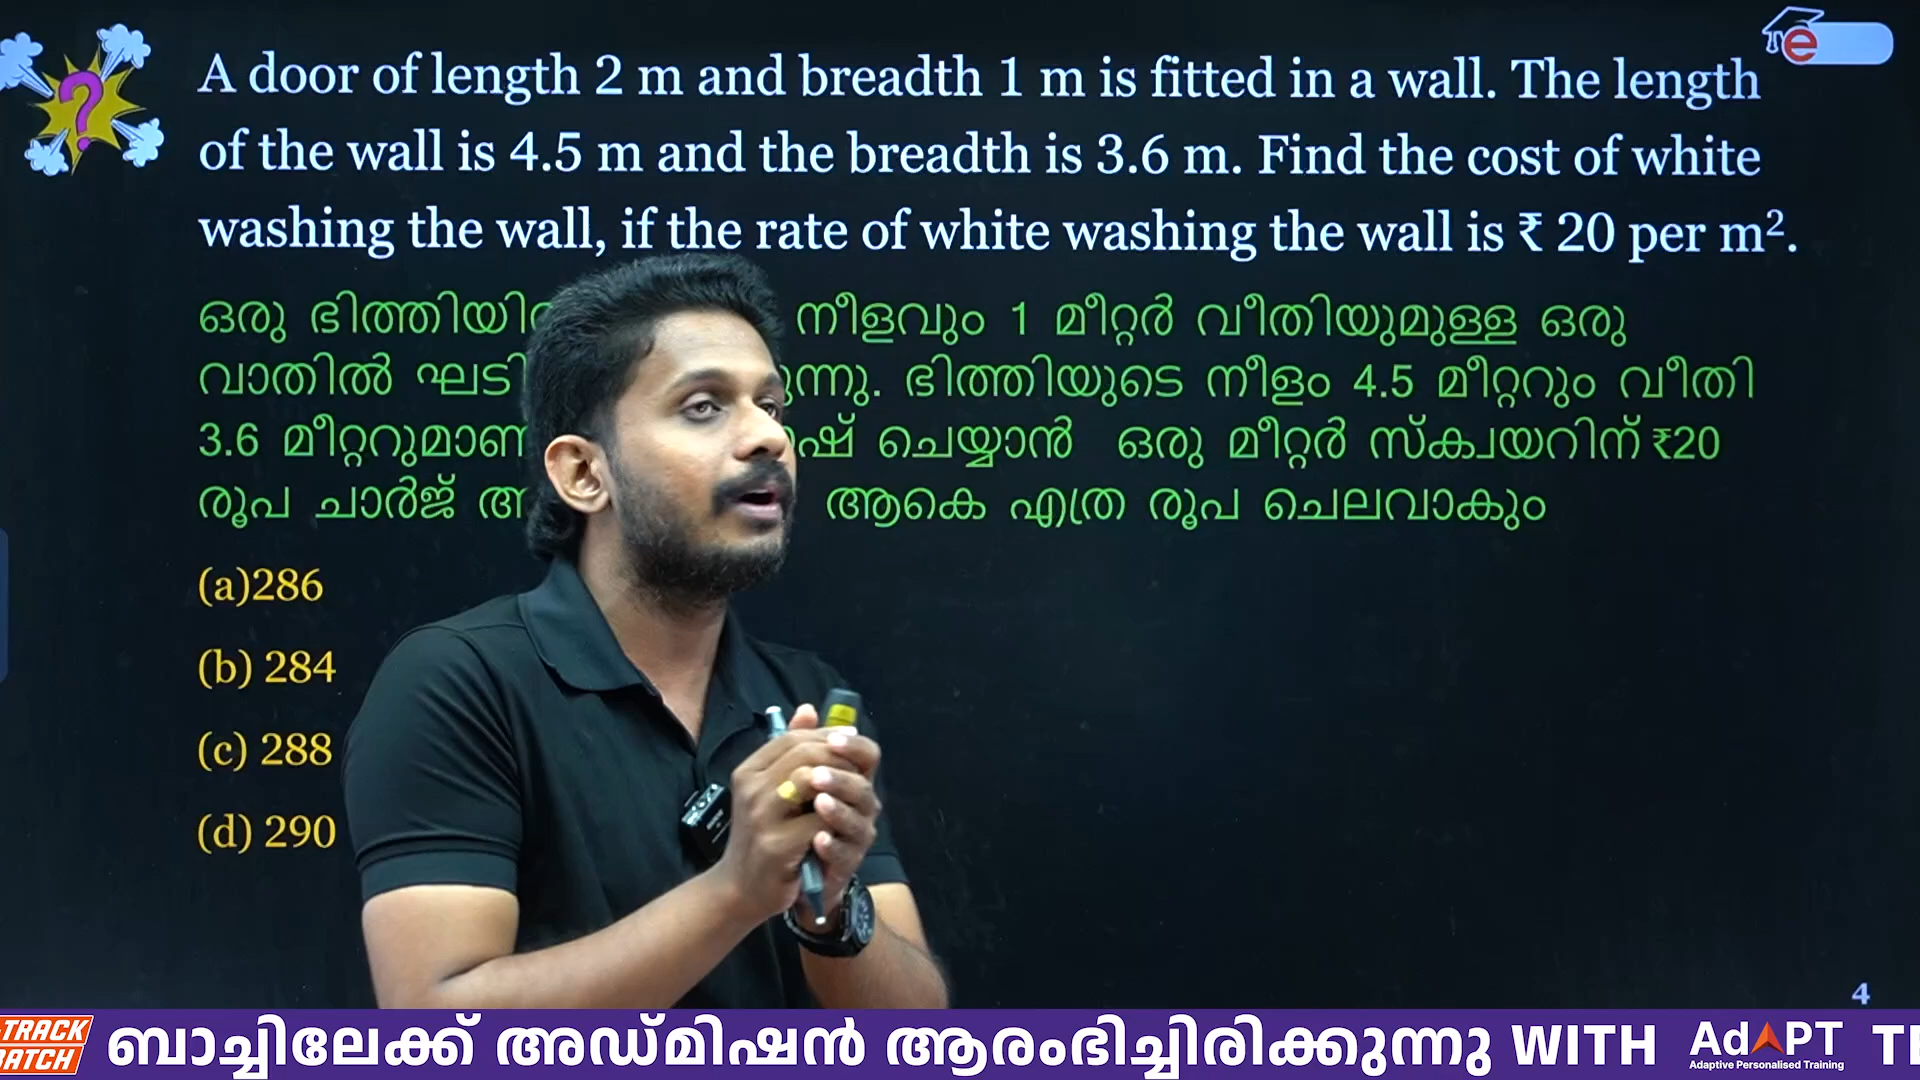 A door of length 2 m and breadth 1 m is fitted in a wall. The length
of the wall is 4.5 m and the breadth is 3.6 m. Find the cost of white
washing the wall, if the rate of white washing the wall is ₹ 20 per m².
ഒരു നീളവും 1 മീറ്റർ വീതിയുമുള്ള ഒരു
വാതിൽ ഭിത്തിയുടെ നീളം 4.5 മീറ്ററും വീതി
3.6 ചെയ്യാൻ ഒരു മീറ്റർ സ്ക്വയറിന് ₹20
രൂപ ചാർജ് ആകെ എത്ര രൂപ ചെലവാകും
(a)286
(b) 284
(c) 288
(d) 290
4
TRACK
BATCH
ബാച്ചിലേക്ക് അഡ്മിഷൻ ആരംഭിച്ചിരിക്കുന്നു WITH AdAPT
Adaptive Personalised Training